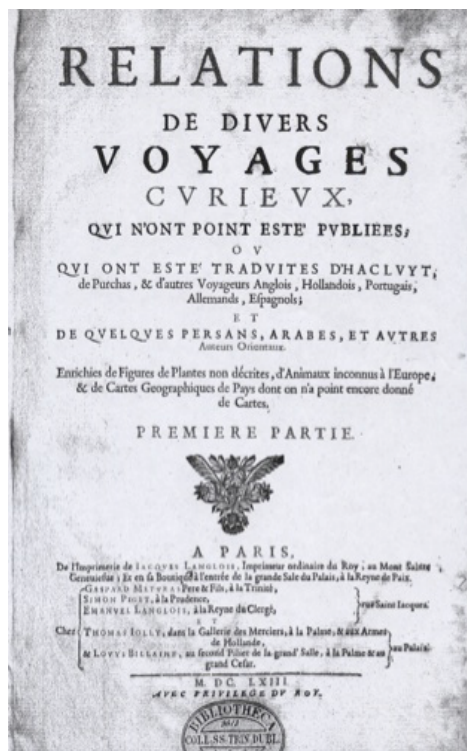 RELATIONS
DE DIVERS
VOYAGES
CVRIEVX,
QVI N'ONT POINT ESTE' PVBLIEES;
OV
QVI ONT ESTE' TRADVITES D'HACLVYT,
de Purchas, & d'autres Voyageurs Anglois, Hollandois, Portugais,
Allemands, Espagnols;
ET
DE QVELQVES PERSANS, ARABES, ET AVTRES
Auteurs Orientaux.
Enrichies de Figures de Plantes non décrites, d'Animaux inconnus à l'Europe,
& de Cartes Geographiques de Pays dont on n'a point encore donné
de Cartes.
PREMIERE PARTIE.
A PARIS,
De l'Imprimerie de IACQVES LANGLOIS, Imprimeur ordinaire du Roy, au Mont Sainte
Geneuiefue; Et en sa Boutique à l'entrée de la grande Sale du Palais, à la Reyne de Paix.
GASPARD Pere & Fils, à la Trinité,
SIMON PIGET, à la Prudence,
EMANVEL LANGLOIS, à la Reyne du Clergé,
rue Saint Iacques.
ET
Chez THOMAS IOLLY, dans la Gallerie des Merciers, à la Palme, & aux Armes
de Hollande,
& LOVYS BILLAINE, au second Pilier de la grand' Salle, à la Palme & au
grand Cesar.
au Palais.
M. DC. LXIII.
AVEC PRIVILEGE DV ROY.
BIBLIOTHECA
COLL. SS. TRIN. DUBL.